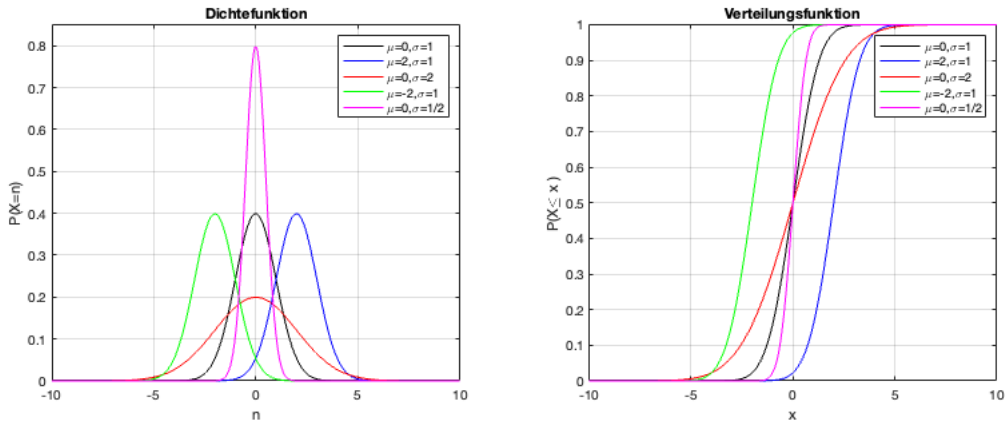 Dichtefunktion
0.8
0.7
0.6
0.5
0.4
0.3
0.2
0.1
0
P(X=n)
-10 -5 0 5 10
n
μ=0,σ=1
μ=2,σ=1
μ=0,σ=2
μ=-2,σ=1
μ=0,σ=1/2
Verteilungsfunktion
1
0.9
0.8
0.7
0.6
0.5
0.4
0.3
0.2
0.1
0
P(X≤ x )
-10 -5 0 5 10
x
μ=0,σ=1
μ=2,σ=1
μ=0,σ=2
μ=-2,σ=1
μ=0,σ=1/2